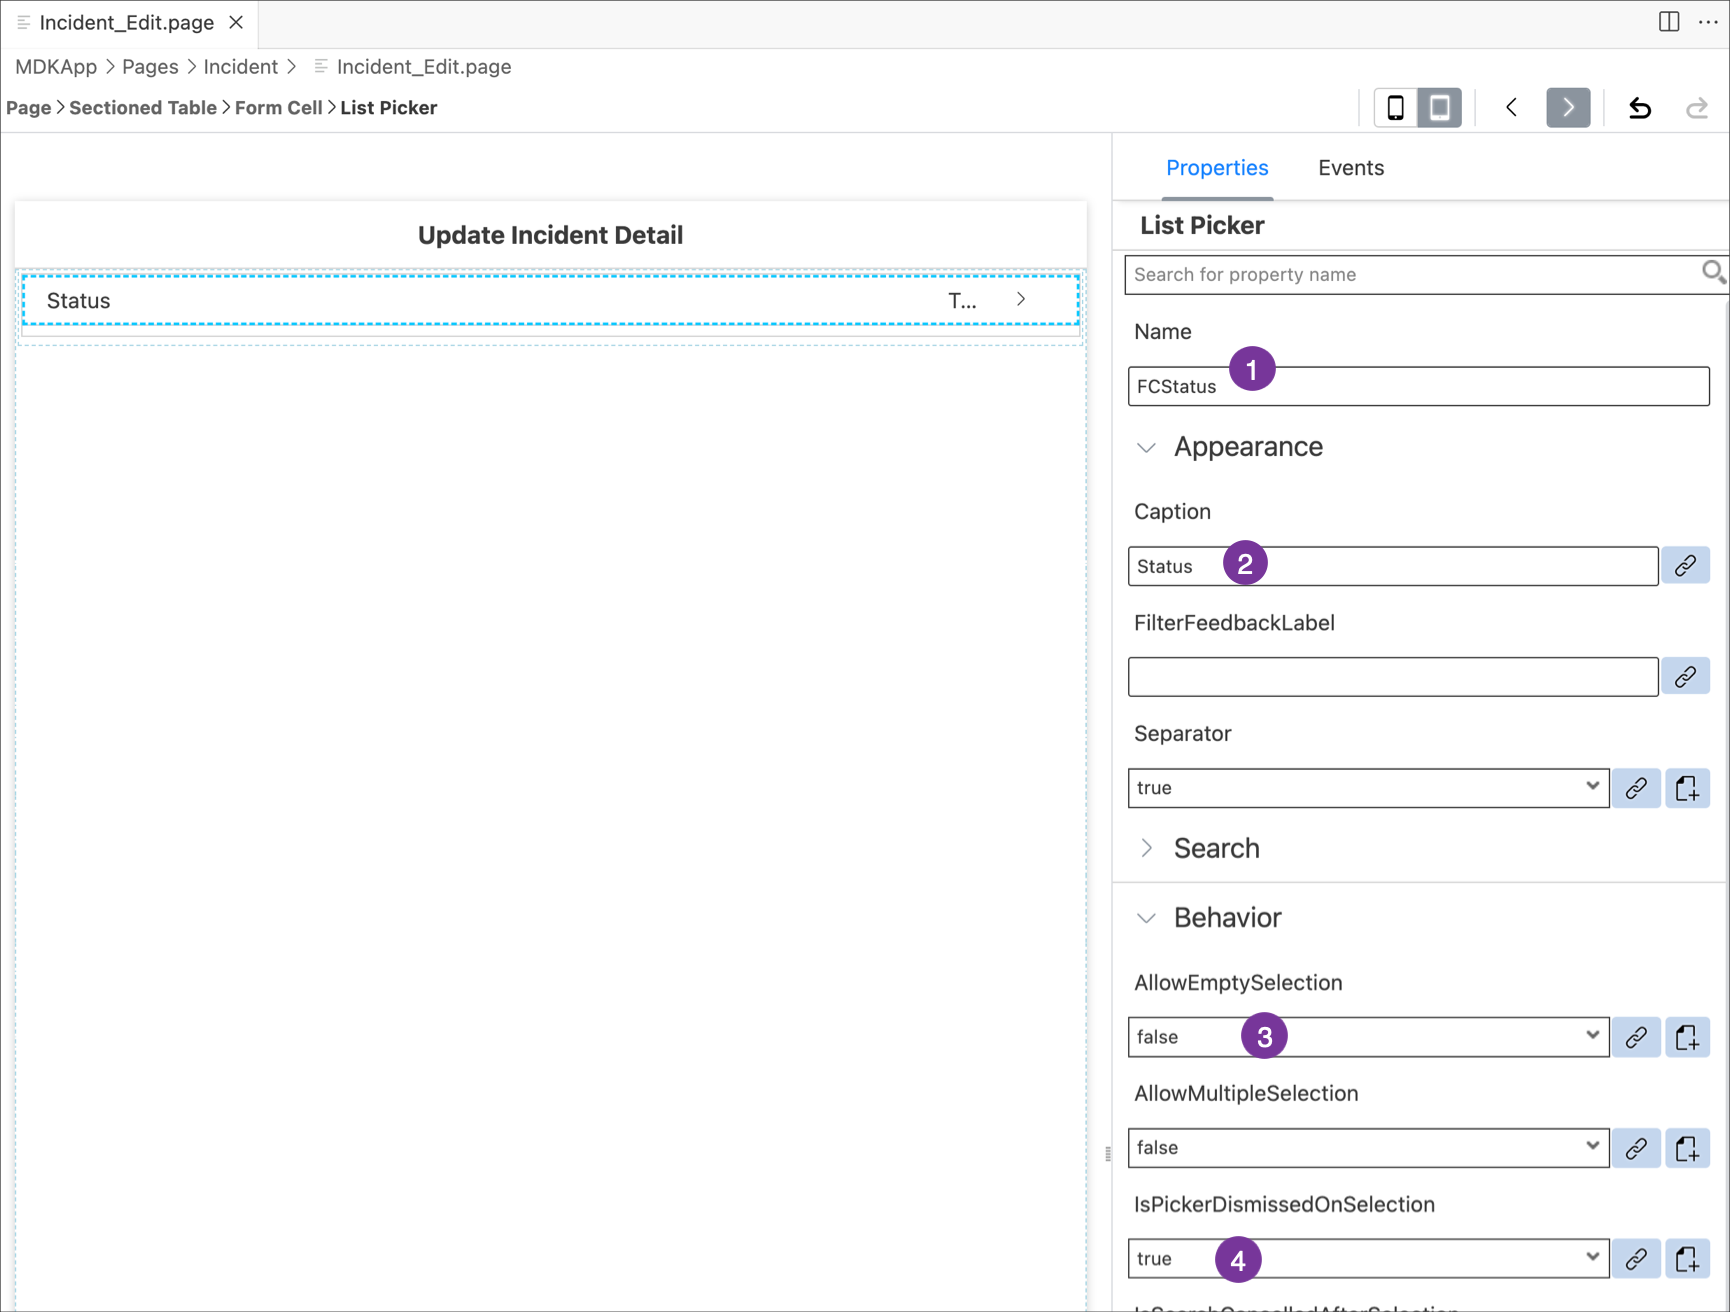 Incident_Edit.page
MDKApp > Pages > Incident > Incident_Edit.page
Page > Sectioned Table > Form Cell > List Picker
Properties Events
Update Incident Detail
Status T...
List Picker
Search for property name
Name
FCStatus 1
Appearance
Caption
Status 2
FilterFeedbackLabel
Separator
true
Search
Behavior
AllowEmptySelection
false 3
AllowMultipleSelection
false
IsPickerDismissedOnSelection
true 4
IsSearchCancelledAfterSelection